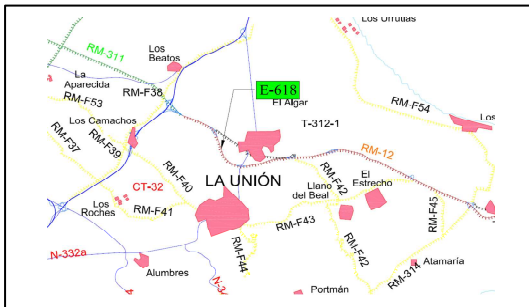 Los Urrutias
Los
Beatos
RM-311
La
Aparecida
RM-F38
E-618
El Algar
RM-F53
RM-F54
Los
Los Camachos
T-312-1
RM-F37
RM-F39
RM-12
RM-F40
CT-32
LA UNIÓN
RM-F42
El
Estrecho
Llano
del Beal
Los
Roches
RM-F41
RM-F43
RM-F45
N-332a
RM-F44
RM-F42
Atamaría
Alumbres
RM-314
Portmán